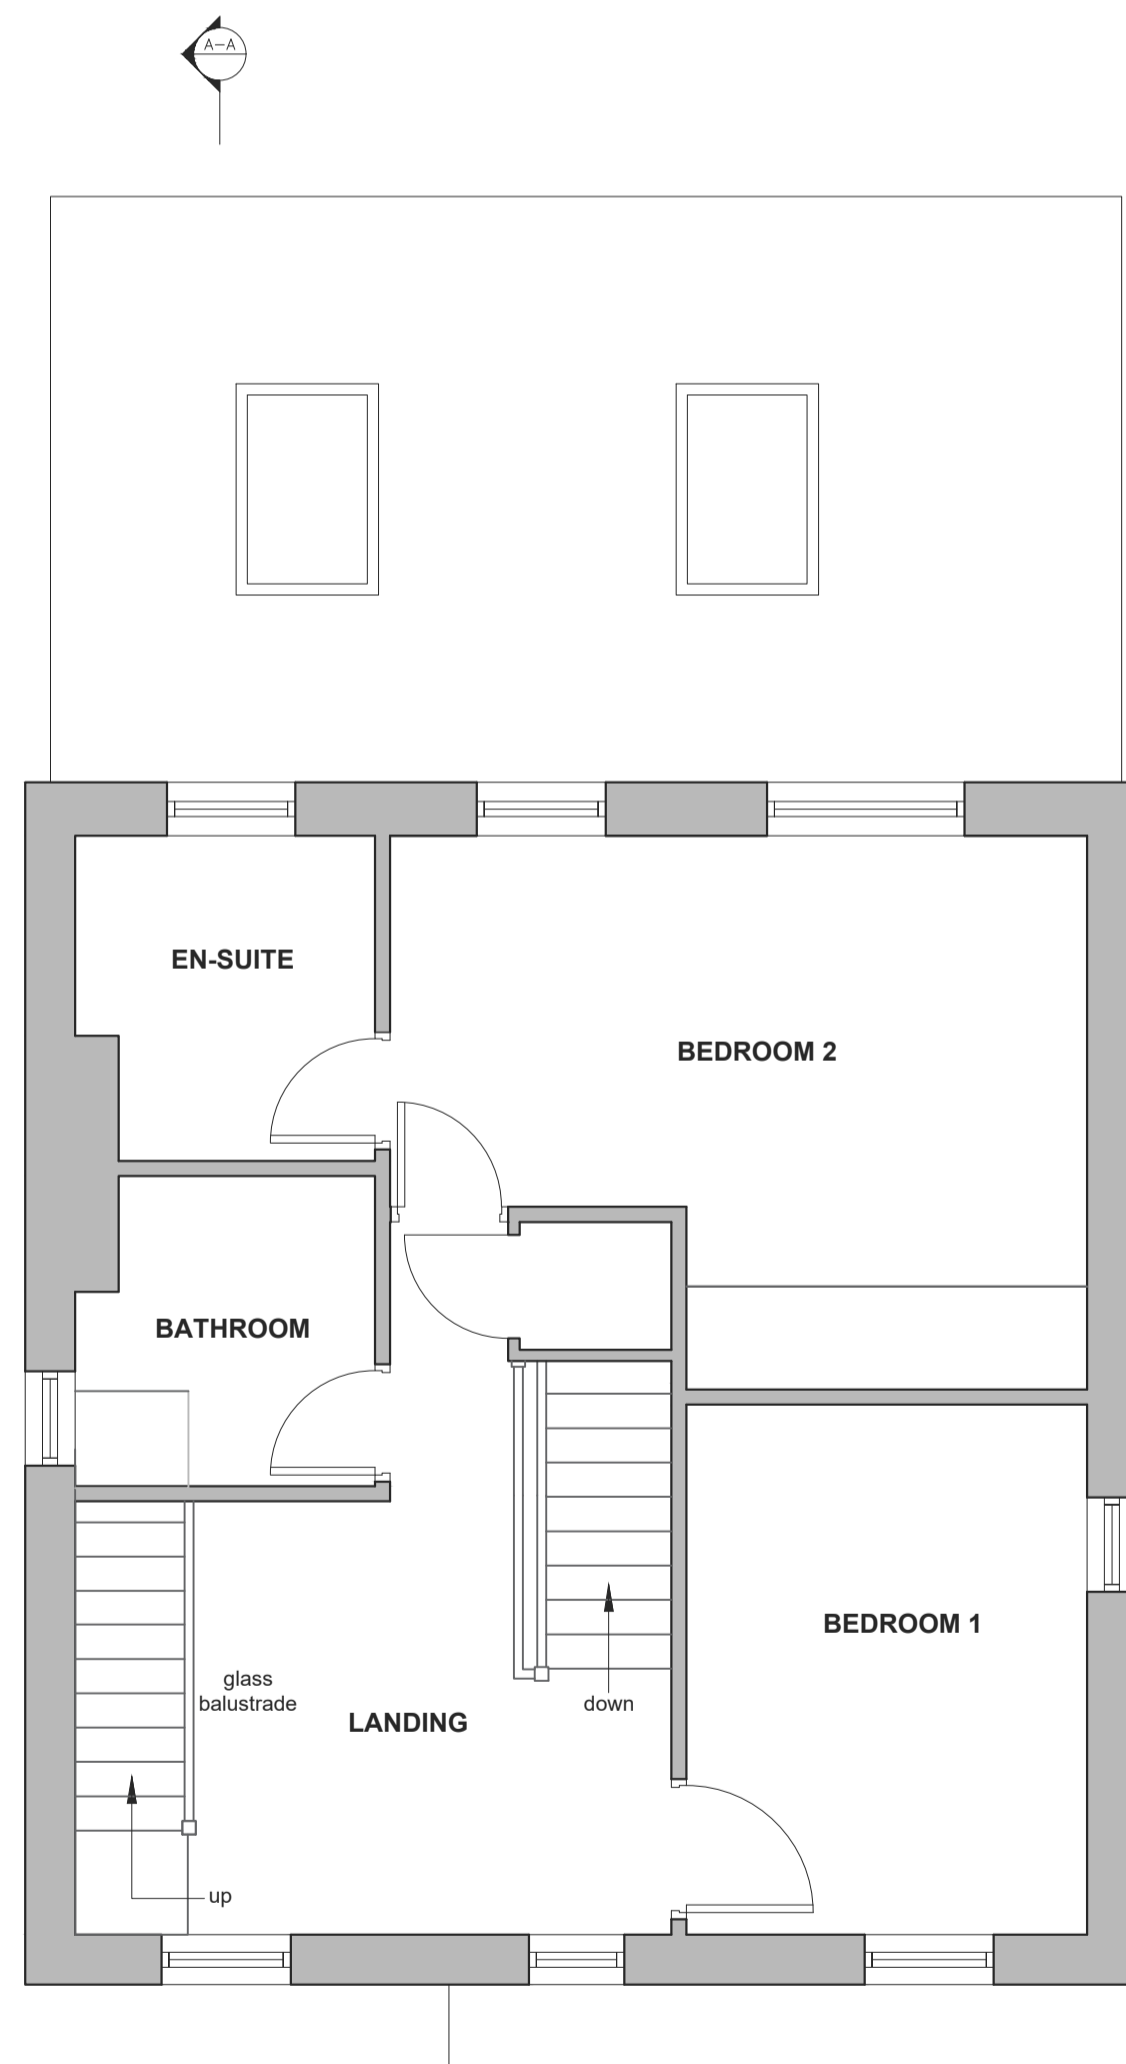 A-A
EN-SUITE
BEDROOM 2
BATHROOM
BEDROOM 1
glass
balustrade
LANDING
down
up